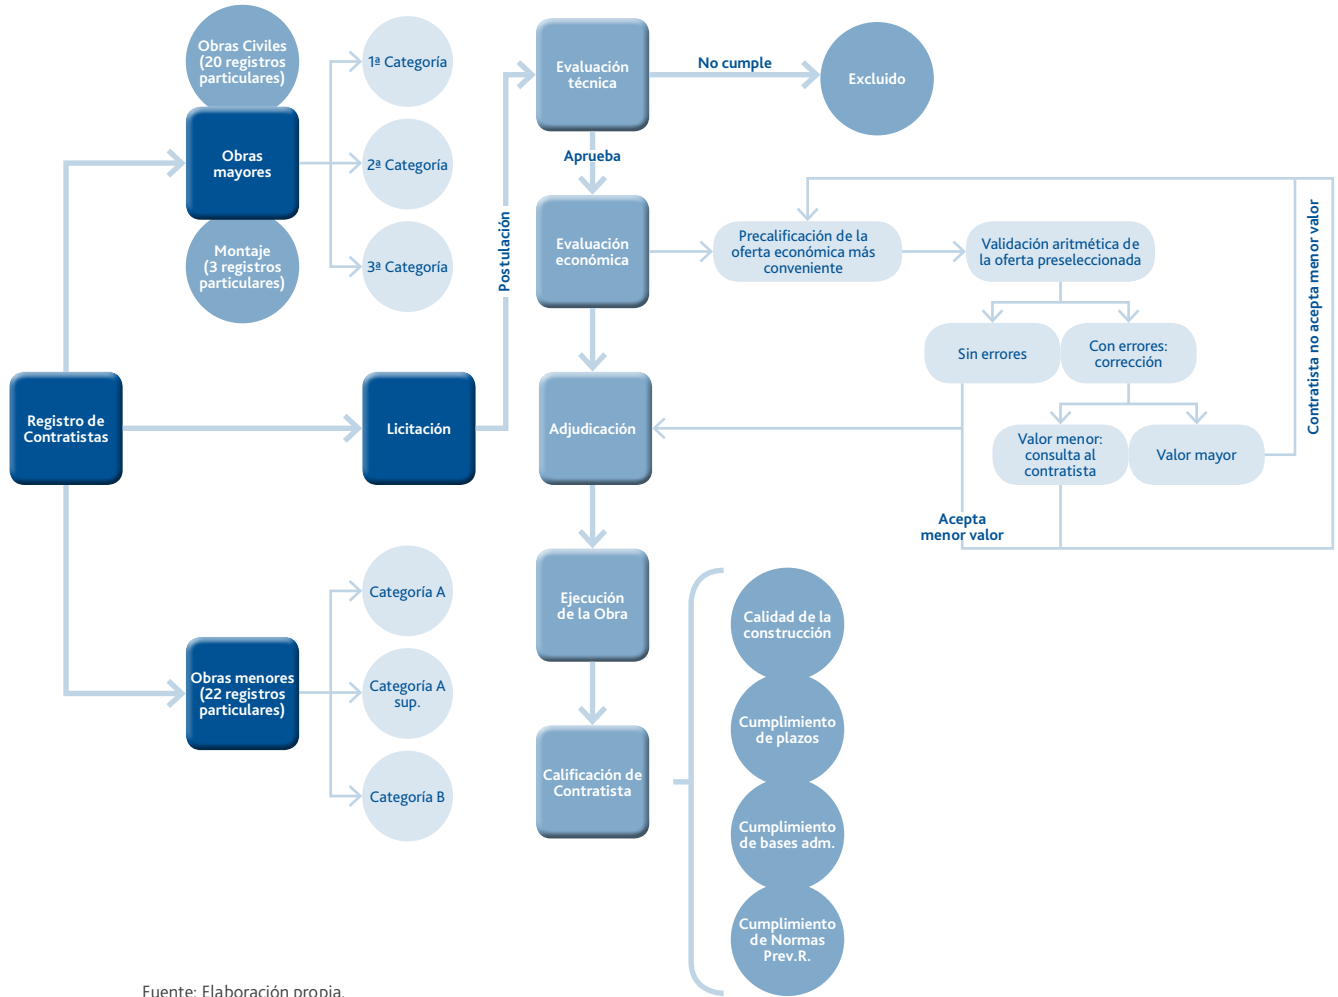 Obras Civiles
(20 registros
particulares)
Obras
mayores
Montaje
(3 registros
particulares)
1ª Categoría
2ª Categoría
3ª Categoría
Registro de
Contratistas
Licitación
Obras menores
(22 registros
particulares)
Categoría A
Categoría A
sup.
Categoría B
Postulación
Evaluación
técnica
No cumple
Excluido
Aprueba
Evaluación
económica
Precalificación de la
oferta económica más
conveniente
Validación aritmética de
la oferta preseleccionada
Sin errores
Con errores:
corrección
Valor menor:
consulta al
contratista
Valor mayor
Contratista no acepta menor valor
Acepta
menor valor
Adjudicación
Ejecución
de la Obra
Calificación de
Contratista
Calidad de la
construcción
Cumplimiento
de plazos
Cumplimiento
de bases adm.
Cumplimiento
de Normas
Prev.R.
Fuente: Elaboración propia.